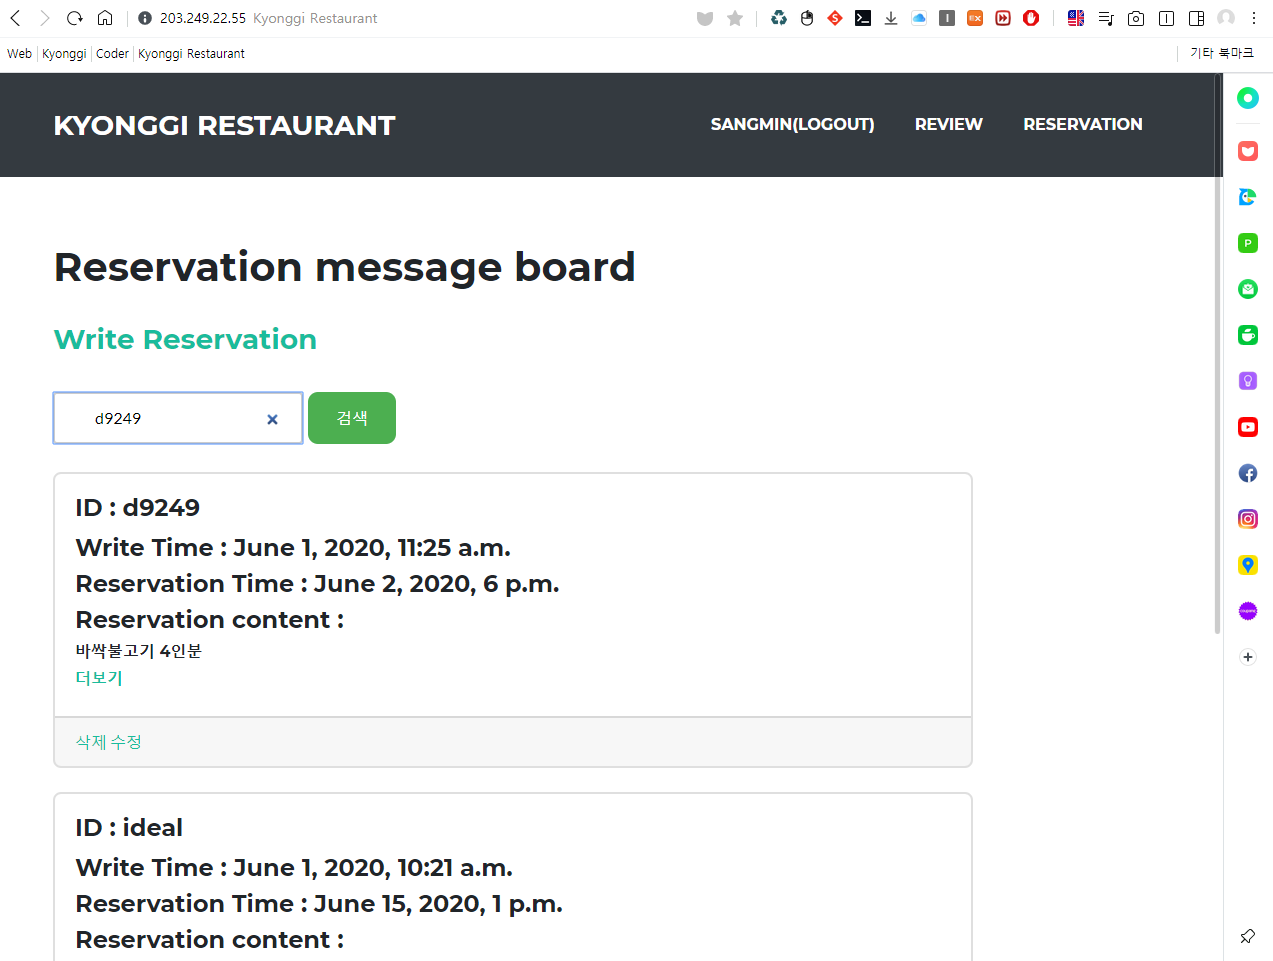 203.249.22.55 Kyonggi Restaurant
Web Kyonggi Coder Kyonggi Restaurant 기타 북마크
KYONGGI RESTAURANT SANGMIN(LOGOUT) REVIEW RESERVATION
Reservation message board
Write Reservation
d9249 검색
ID : d9249
Write Time : June 1, 2020, 11:25 a.m.
Reservation Time : June 2, 2020, 6 p.m.
Reservation content :
바싹불고기 4인분
더보기
삭제 수정
ID : ideal
Write Time : June 1, 2020, 10:21 a.m.
Reservation Time : June 15, 2020, 1 p.m.
Reservation content :